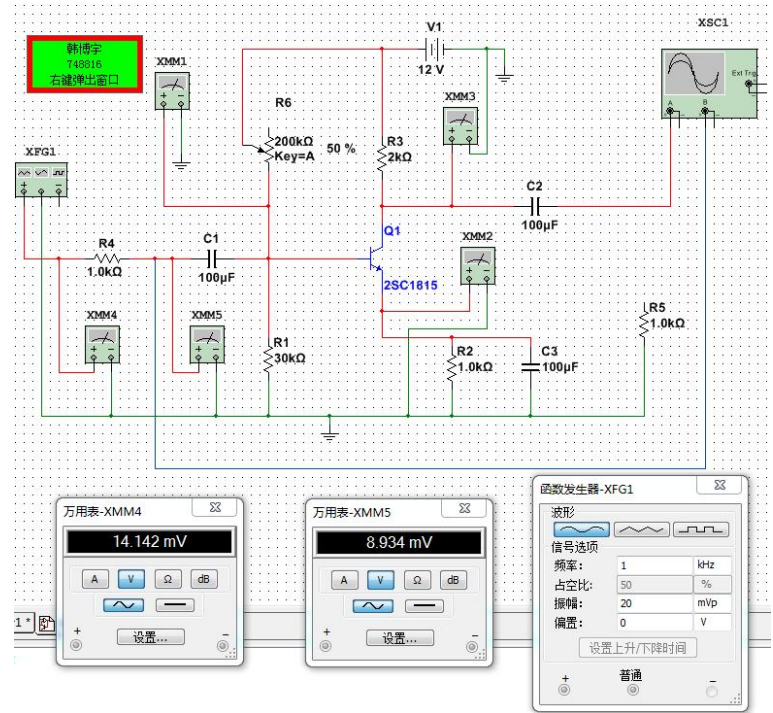 韩博宇
748816
右键弹出窗口
XMM1
V1
12 V
XSC1
Ext Trig
A
B
R6
200kΩ
Key=A
50 %
R3
2kΩ
XMM3
XFG1
C2
100µF
R4
1.0kΩ
C1
100µF
Q1
2SC1815
XMM2
XMM4
XMM5
R1
30kΩ
R2
1.0kΩ
C3
100µF
R5
1.0kΩ
万用表-XMM4
14.142 mV
A V Ω dB
设置...
万用表-XMM5
8.934 mV
A V Ω dB
设置...
函数发生器-XFG1
波形
信号选项
频率: 1 kHz
占空比: 50 %
振幅: 20 mVp
偏置: 0 V
设置上升/下降时间
+ 普通 −